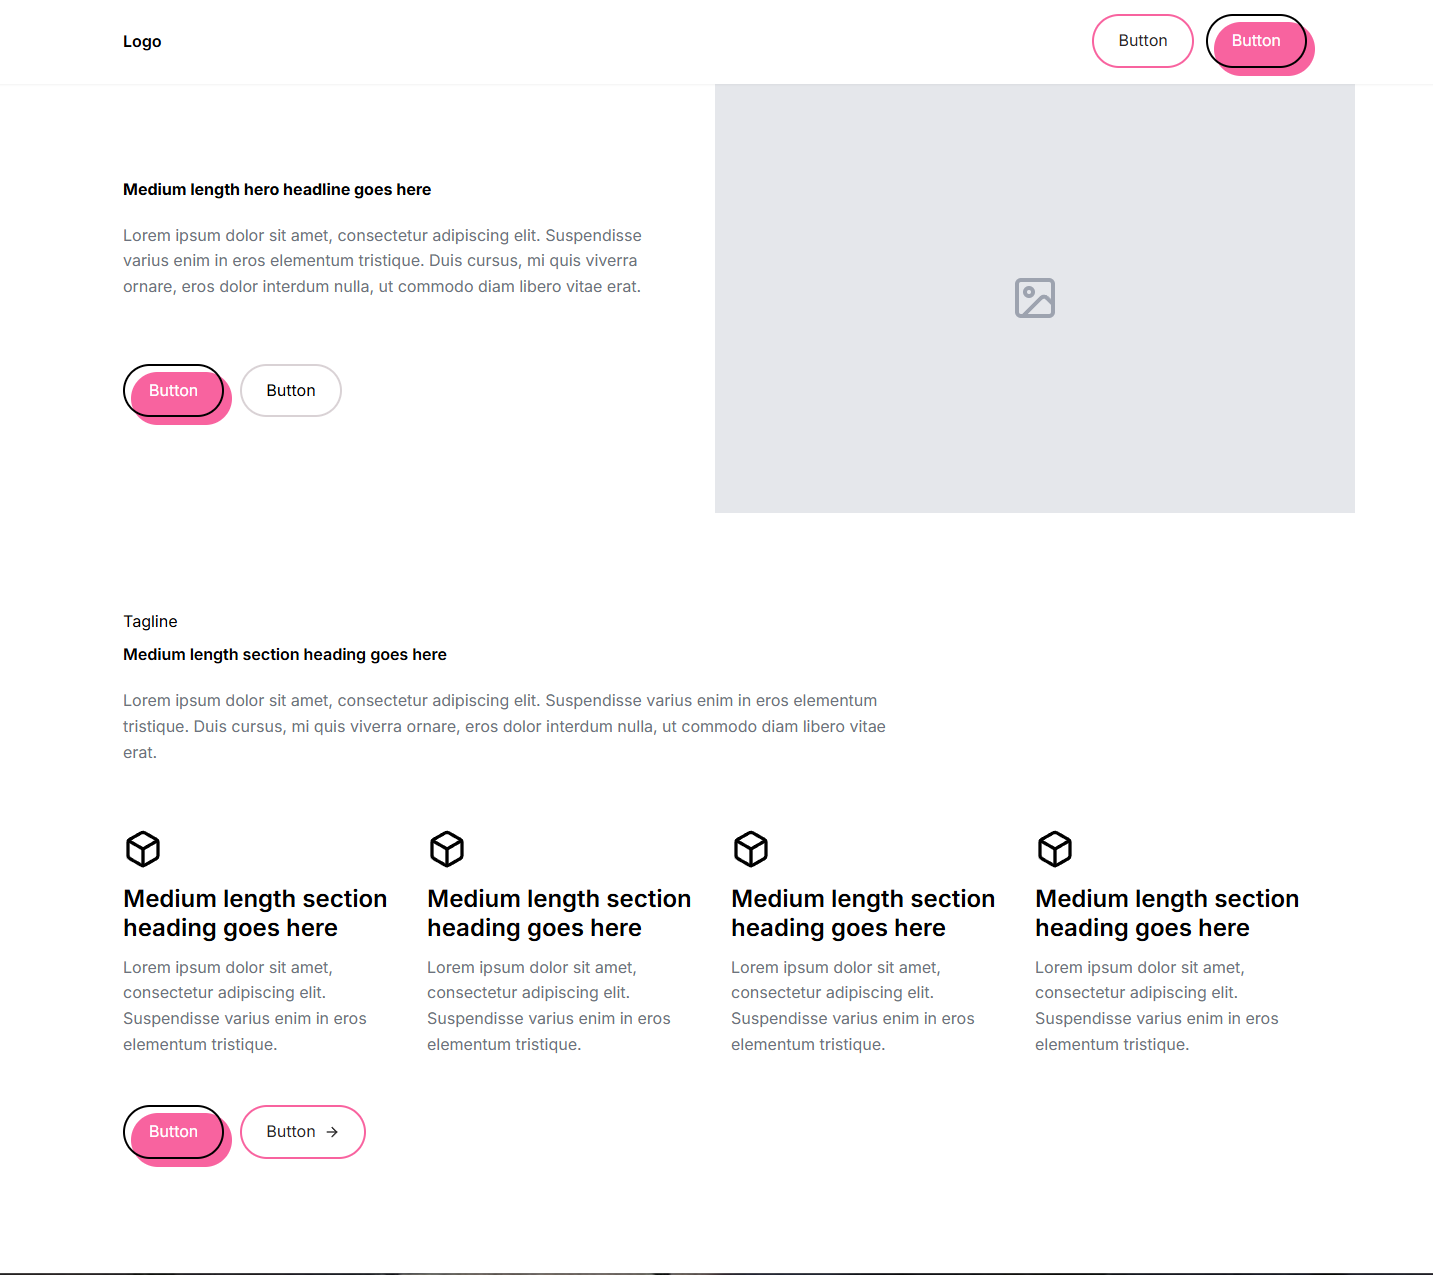 Logo
Button
Button
Medium length hero headline goes here
Lorem ipsum dolor sit amet, consectetur adipiscing elit. Suspendisse
varius enim in eros elementum tristique. Duis cursus, mi quis viverra
ornare, eros dolor interdum nulla, ut commodo diam libero vitae erat.
Button
Button
Tagline
Medium length section heading goes here
Lorem ipsum dolor sit amet, consectetur adipiscing elit. Suspendisse varius enim in eros elementum
tristique. Duis cursus, mi quis viverra ornare, eros dolor interdum nulla, ut commodo diam libero vitae
erat.
Medium length section
heading goes here
Lorem ipsum dolor sit amet,
consectetur adipiscing elit.
Suspendisse varius enim in eros
elementum tristique.
Medium length section
heading goes here
Lorem ipsum dolor sit amet,
consectetur adipiscing elit.
Suspendisse varius enim in eros
elementum tristique.
Medium length section
heading goes here
Lorem ipsum dolor sit amet,
consectetur adipiscing elit.
Suspendisse varius enim in eros
elementum tristique.
Medium length section
heading goes here
Lorem ipsum dolor sit amet,
consectetur adipiscing elit.
Suspendisse varius enim in eros
elementum tristique.
Button
Button →